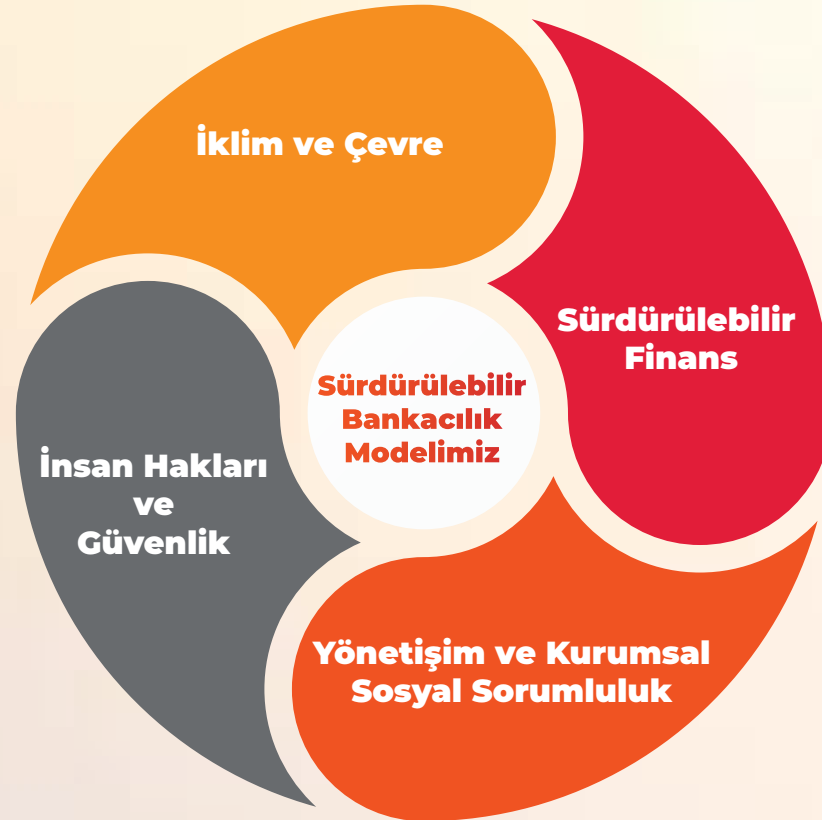 İklim ve Çevre
Sürdürülebilir
Finans
Sürdürülebilir
Bankacılık
Modelimiz
İnsan Hakları
ve
Güvenlik
Yönetişim ve Kurumsal
Sosyal Sorumluluk